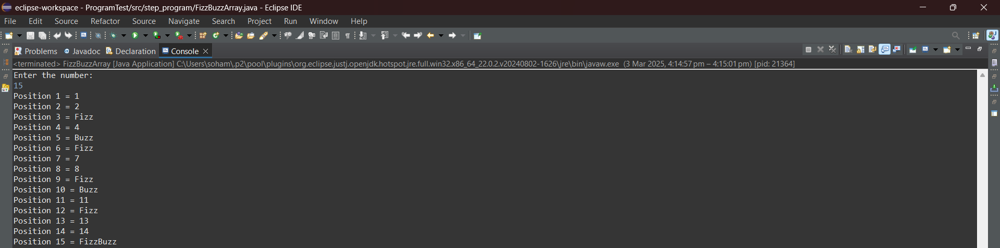 eclipse-workspace - ProgramTest/src/step_program/FizzBuzzArray.java - Eclipse IDE
File Edit Source Refactor Source Navigate Search Project Run Window Help
Problems Javadoc Declaration Console
<terminated> FizzBuzzArray [Java Application] C:\Users\soham\.p2\pool\plugins\org.eclipse.justj.openjdk.hotspot.jre.full.win32.x86_64_22.0.2.v20240802-1626\jre\bin\javaw.exe (3 Mar 2025, 4:14:57 pm – 4:15:01 pm) [pid: 21364]
Enter the number:
15
Position 1 = 1
Position 2 = 2
Position 3 = Fizz
Position 4 = 4
Position 5 = Buzz
Position 6 = Fizz
Position 7 = 7
Position 8 = 8
Position 9 = Fizz
Position 10 = Buzz
Position 11 = 11
Position 12 = Fizz
Position 13 = 13
Position 14 = 14
Position 15 = FizzBuzz